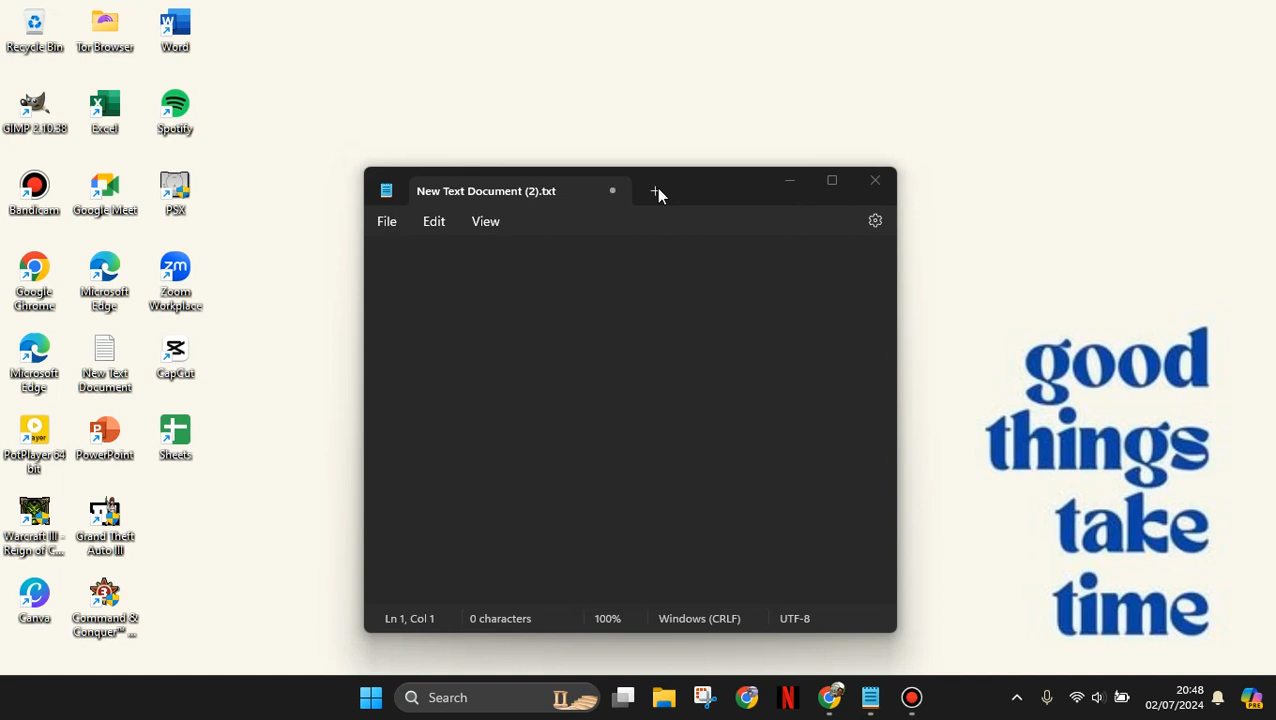 Recycle Bin
Tor Browser
Word
GIMP 2.10.38
Excel
Spotify
Bandicam
Google Meet
PSX
Google
Chrome
Microsoft
Edge
Zoom
Workplace
Microsoft
Edge
New Text
Document
CapCut
PotPlayer 64
bit
PowerPoint
Sheets
Warcraft III -
Reign of C...
Grand Theft
Auto III
Canva
Command &
Conquer™ ...
New Text Document (2).txt
File Edit View
Ln 1, Col 1 0 characters 100% Windows (CRLF) UTF-8
good
things
take
time
Search
20:48
02/07/2024
PRE